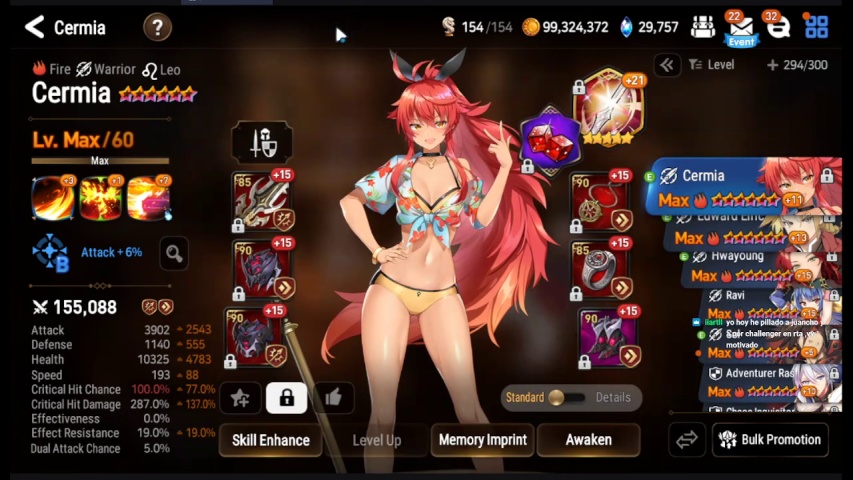 Cermia
?
154/154
99,324,372
29,757
22
Event
32
Fire Warrior Leo
Cermia
Lv. Max/60
Max
+3
+1
+7
B
Attack + 6%
155,088
Attack 3902 2543
Defense 1140 555
Health 10325 4783
Speed 193 88
Critical Hit Chance 100.0% 77.0%
Critical Hit Damage 287.0% 137.0%
Effectiveness 0.0%
Effect Resistance 19.0% 19.0%
Dual Attack Chance 5.0%
85 +15
90 +15
90 +15
+21
90 +15
85 +15
90 +15
Standard
Details
Skill Enhance
Level Up
Memory Imprint
Awaken
Level
294/300
E Cermia
Max +11
Edward Elric
Max +13
E Hwayoung
Max +15
Ravi
Max
yo hoy he pillado a juanciso y
challenger en rta
motivado
Max
Adventurer Ras
Max
Bulk Promotion